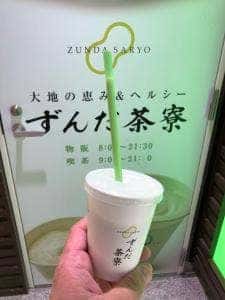 ZUNDA SARYO
大地の恵み&ヘルシー
ずんだ茶寮
物販 8:00~21:30
喫茶 9:00~21: 0
ずんだ
茶寮